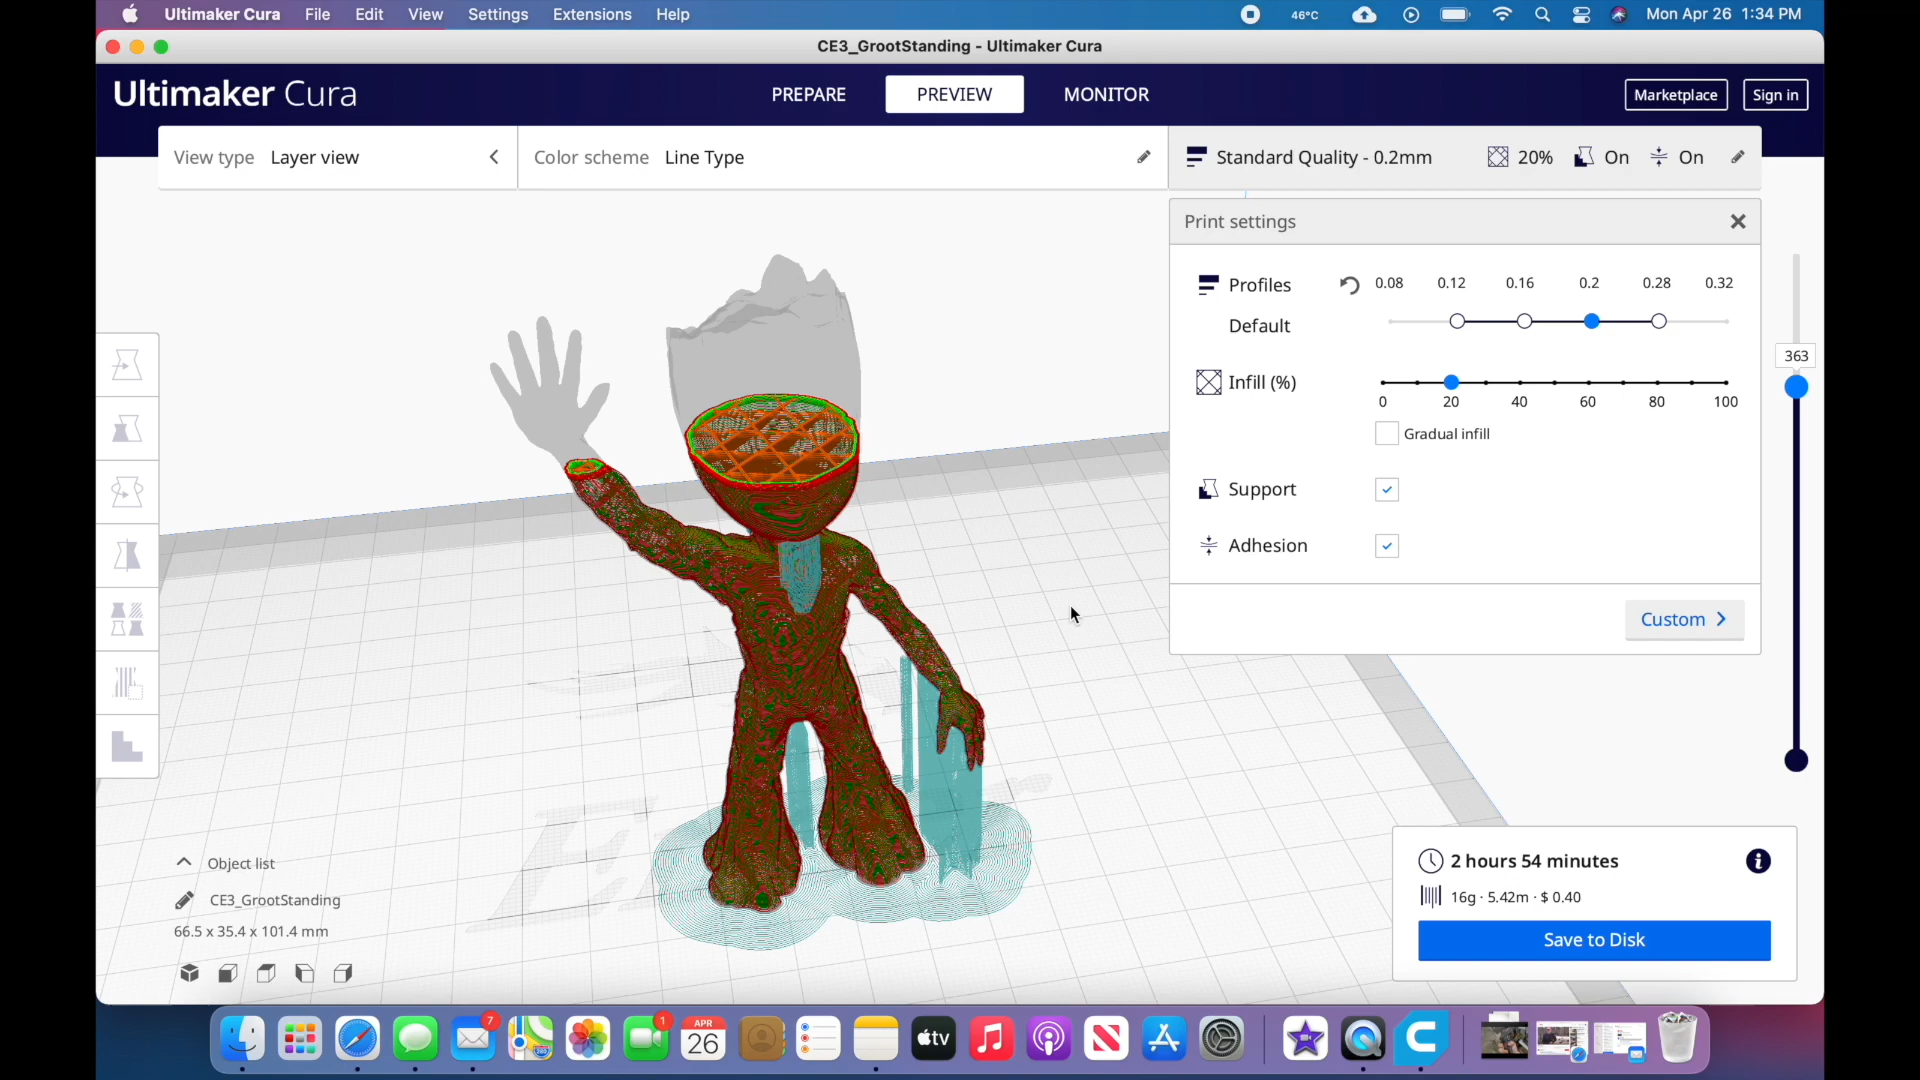 Ultimaker Cura File Edit View Settings Extensions Help 46°C Mon Apr 26 1:34 PM
CE3_GrootStanding - Ultimaker Cura
Ultimaker Cura PREPARE PREVIEW MONITOR Marketplace Sign in
View type Layer view Color scheme Line Type Standard Quality - 0.2mm 20% On On
Print settings
Profiles 0.08 0.12 0.16 0.2 0.28 0.32
Default
363
Infill (%)
0 20 40 60 80 100
Gradual infill
Support
Adhesion
Custom
Object list
CE3_GrootStanding
66.5 x 35.4 x 101.4 mm
2 hours 54 minutes
16g · 5.42m · $ 0.40
Save to Disk
7
1
APR
26
tv